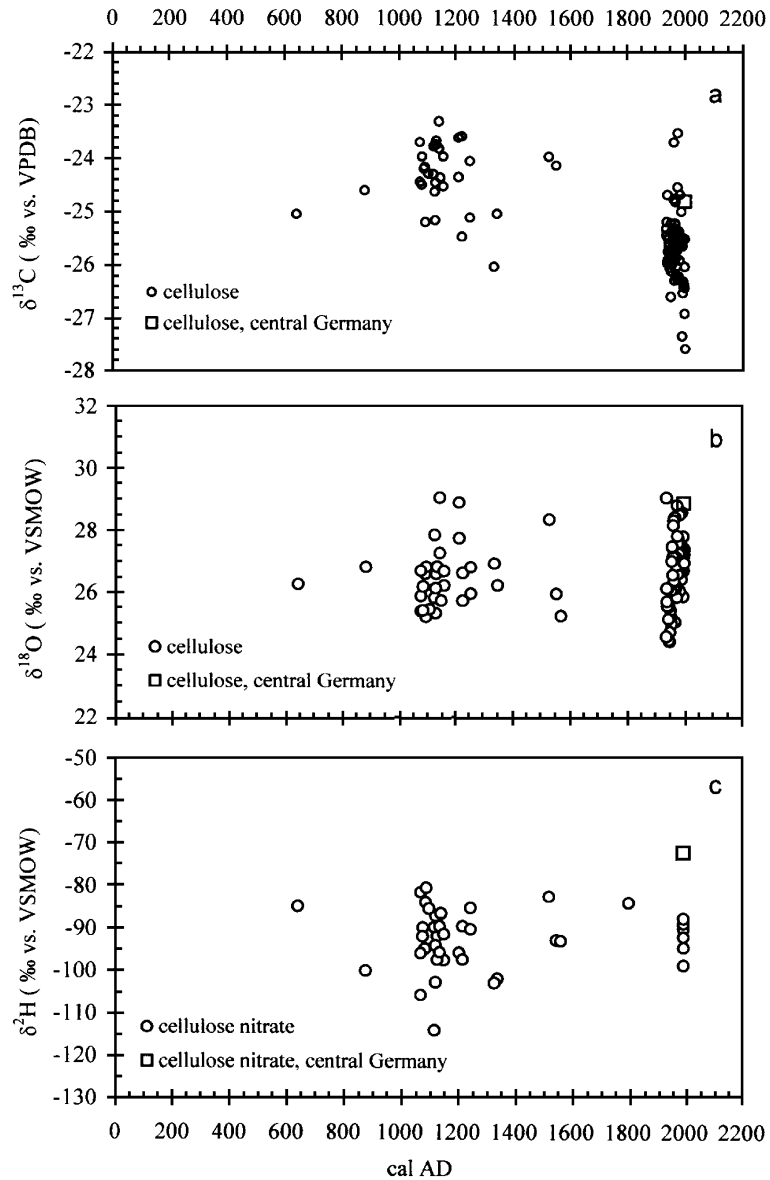 0 200 400 600 800 1000 1200 1400 1600 1800 2000 2200
-22
a
-23
-24
-25
-26
-27
-28
δ13C ( ‰ vs. VPDB)
cellulose
cellulose, central Germany
32
b
30
28
26
24
22
δ18O ( ‰ vs. VSMOW)
cellulose
cellulose, central Germany
-50
c
-60
-70
-80
-90
-100
-110
-120
-130
δ2H ( ‰ vs. VSMOW)
cellulose nitrate
cellulose nitrate, central Germany
0 200 400 600 800 1000 1200 1400 1600 1800 2000 2200
cal AD